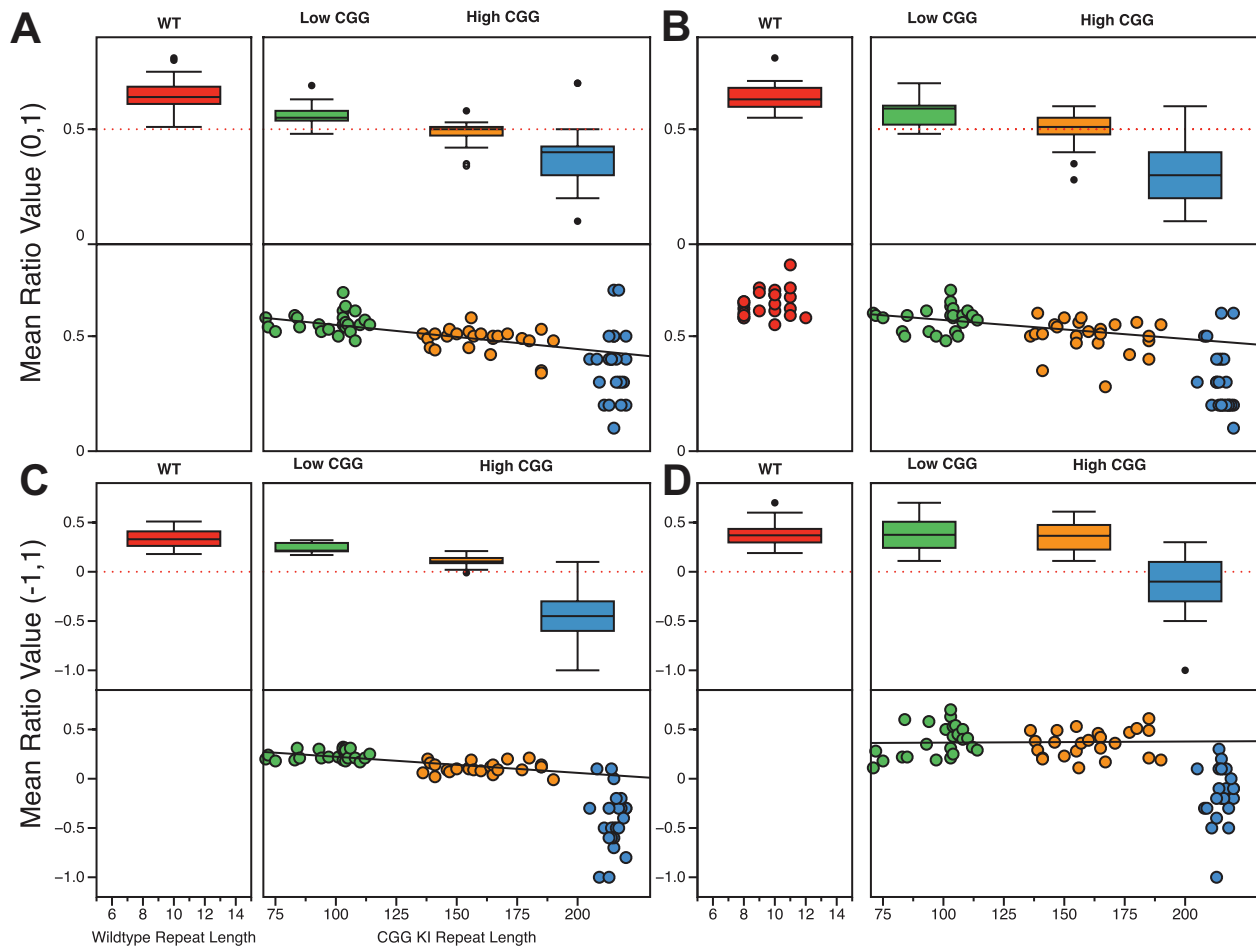 A
WT
Low CGG
High CGG
B
WT
Low CGG
High CGG
Mean Ratio Value (0,1)
0.5
0
0.5
0
0.5
0
0.5
0
C
WT
Low CGG
High CGG
D
WT
Low CGG
High CGG
Mean Ratio Value (-1,1)
0.5
0
−0.5
−1.0
0.5
0
−0.5
−1.0
0.5
0
−0.5
−1.0
0.5
0
−0.5
−1.0
6 8 10 12 14
75 100 125 150 175 200
6 8 10 12 14
75 100 125 150 175 200
Wildtype Repeat Length
CGG KI Repeat Length